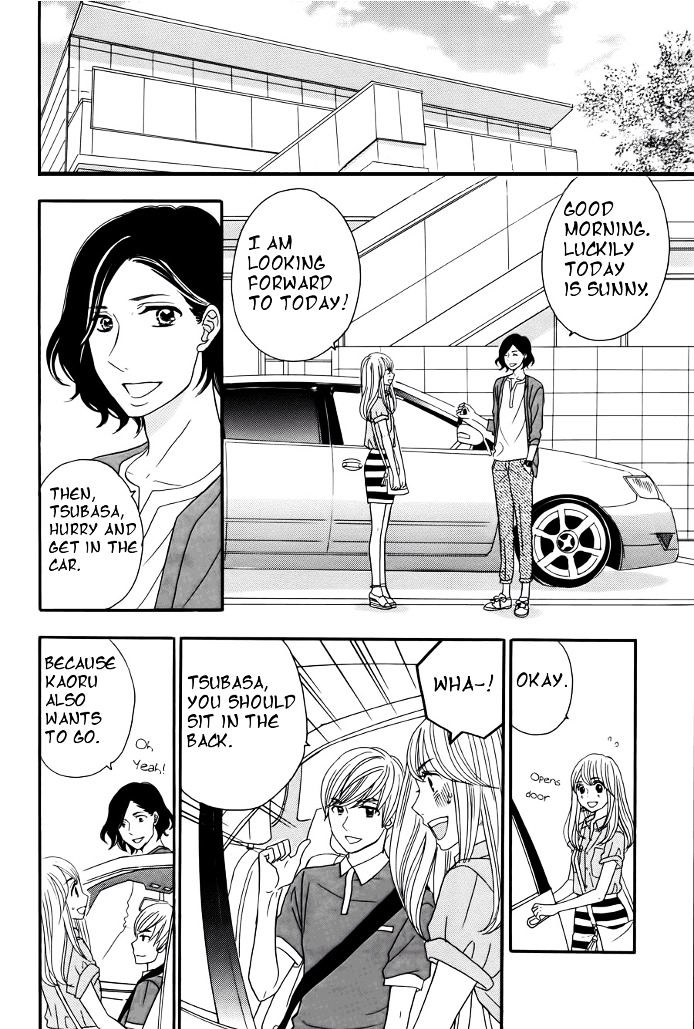 GOOD
MORNING.
LUCKILY
TODAY
IS SUNNY.
I AM
LOOKING
FORWARD
TO TODAY!
THEN,
TSUBASA,
HURRY AND
GET IN THE
CAR.
OKAY.
Opens
door
WHA-!
TSUBASA,
YOU SHOULD
SIT IN THE
BACK.
BECAUSE
KAORU
ALSO
WANTS
TO GO.
Oh
Yeah!